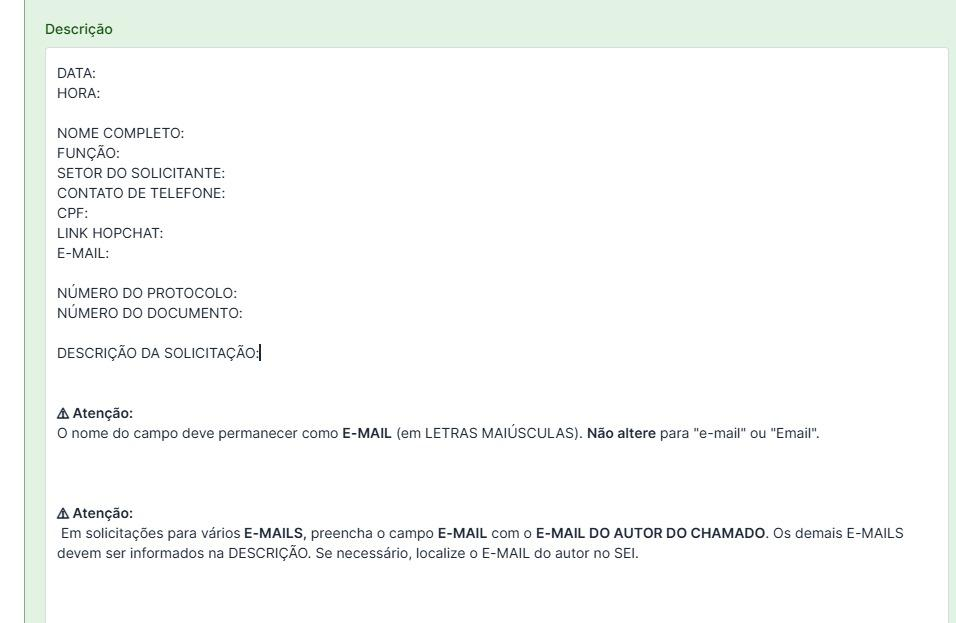 Descrição
DATA:
HORA:
NOME COMPLETO:
FUNÇÃO:
SETOR DO SOLICITANTE:
CONTATO DE TELEFONE:
CPF:
LINK HOPCHAT:
E-MAIL:
NÚMERO DO PROTOCOLO:
NÚMERO DO DOCUMENTO:
DESCRIÇÃO DA SOLICITAÇÃO:
⚠ Atenção:
O nome do campo deve permanecer como E-MAIL (em LETRAS MAIÚSCULAS). Não altere para "e-mail" ou "Email".
⚠ Atenção:
Em solicitações para vários E-MAILS, preencha o campo E-MAIL com o E-MAIL DO AUTOR DO CHAMADO. Os demais E-MAILS
devem ser informados na DESCRIÇÃO. Se necessário, localize o E-MAIL do autor no SEI.